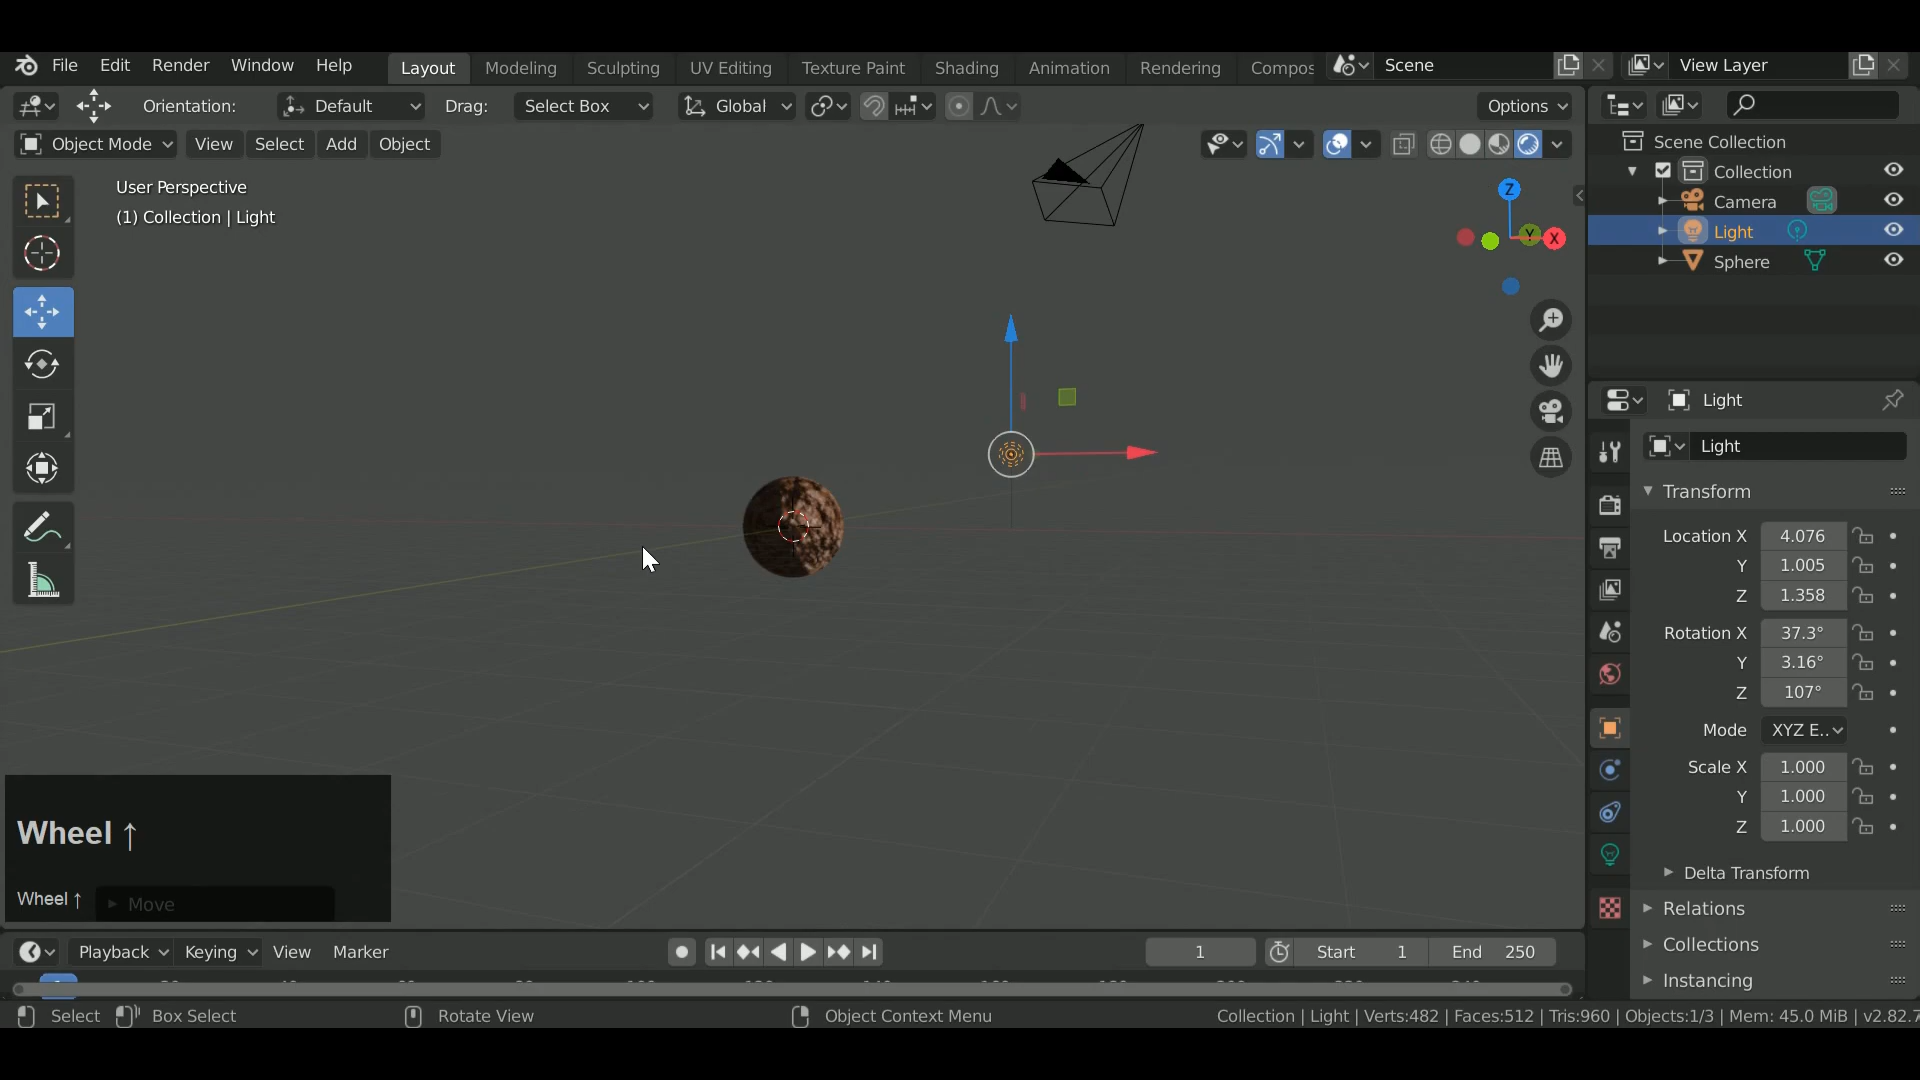 File Edit Render Window Help Layout Modeling Sculpting UV Editing Texture Paint Shading Animation Rendering Compos Scene View Layer
Orientation: Default Drag: Select Box Global Options
Object Mode View Select Add Object
User Perspective
(1) Collection | Light
Z
Y
X
Scene Collection
Collection
Camera
Light
Sphere
Light
Light
Transform
Location X 4.076
Y 1.005
Z 1.358
Rotation X 37.3°
Y 3.16°
Z 107°
Mode XYZ E..
Scale X 1.000
Y 1.000
Z 1.000
Delta Transform
Relations
Collections
Instancing
Wheel ↑
Wheel ↑ Move
Playback Keying View Marker 1 Start 1 End 250
Select Box Select Rotate View Object Context Menu Collection | Light | Verts:482 | Faces:512 | Tris:960 | Objects:1/3 | Mem: 45.0 MiB | v2.82.7